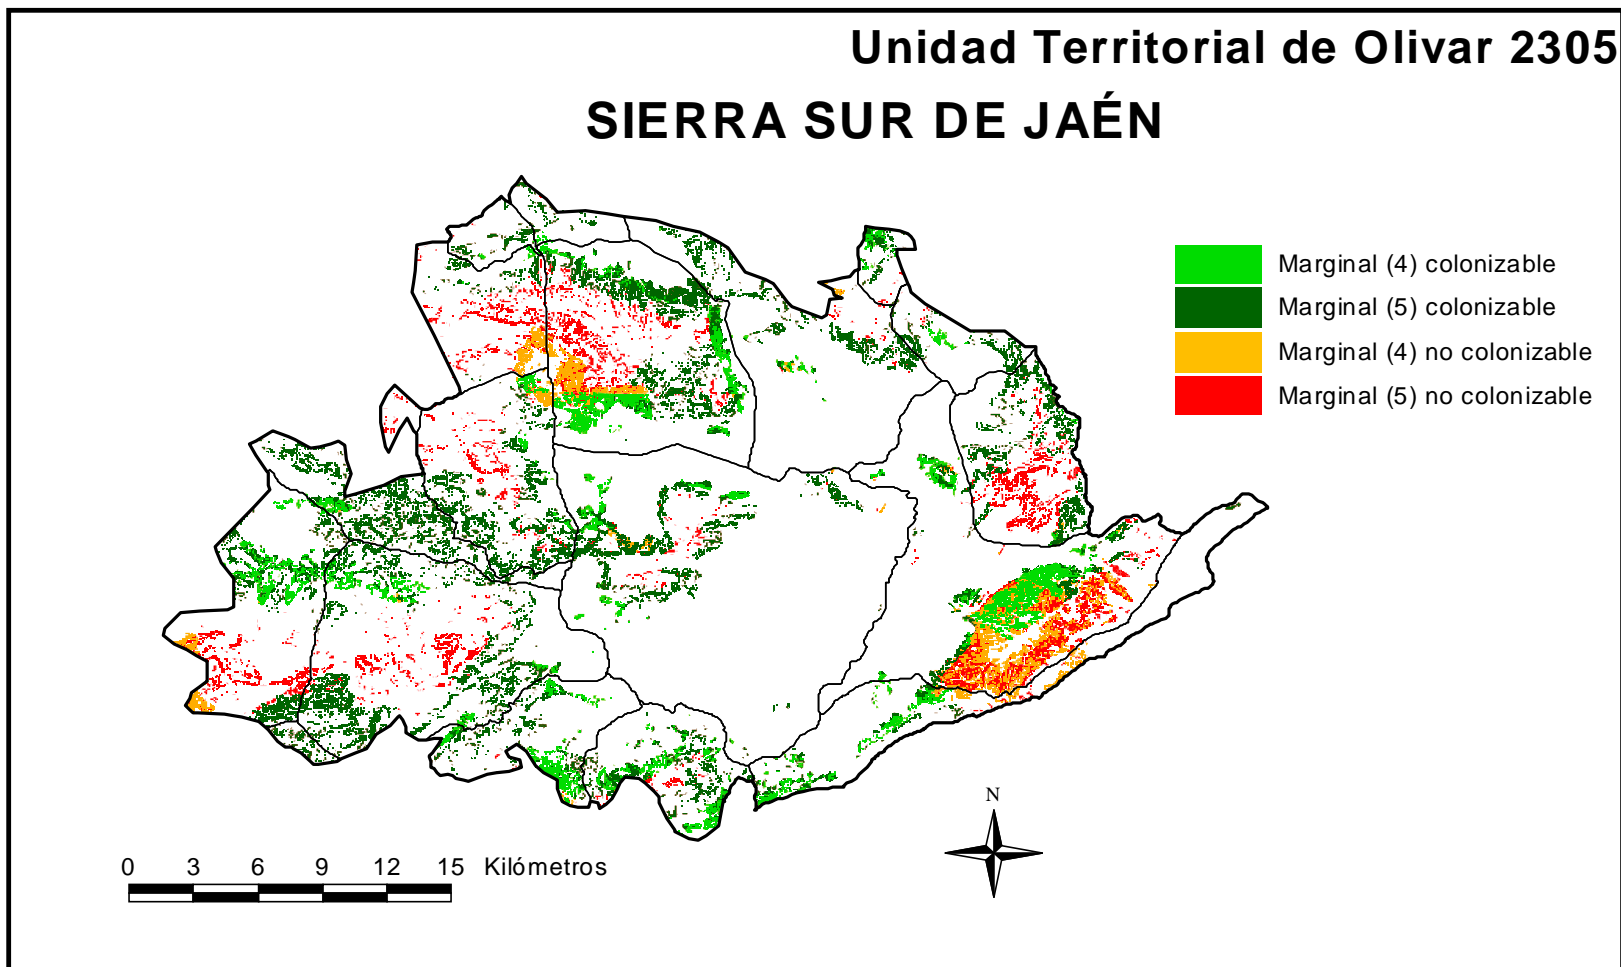 Unidad Territorial de Olivar 2305
SIERRA SUR DE JAÉN
Marginal (4) colonizable
Marginal (5) colonizable
Marginal (4) no colonizable
Marginal (5) no colonizable
N
0 3 6 9 12 15 Kilómetros